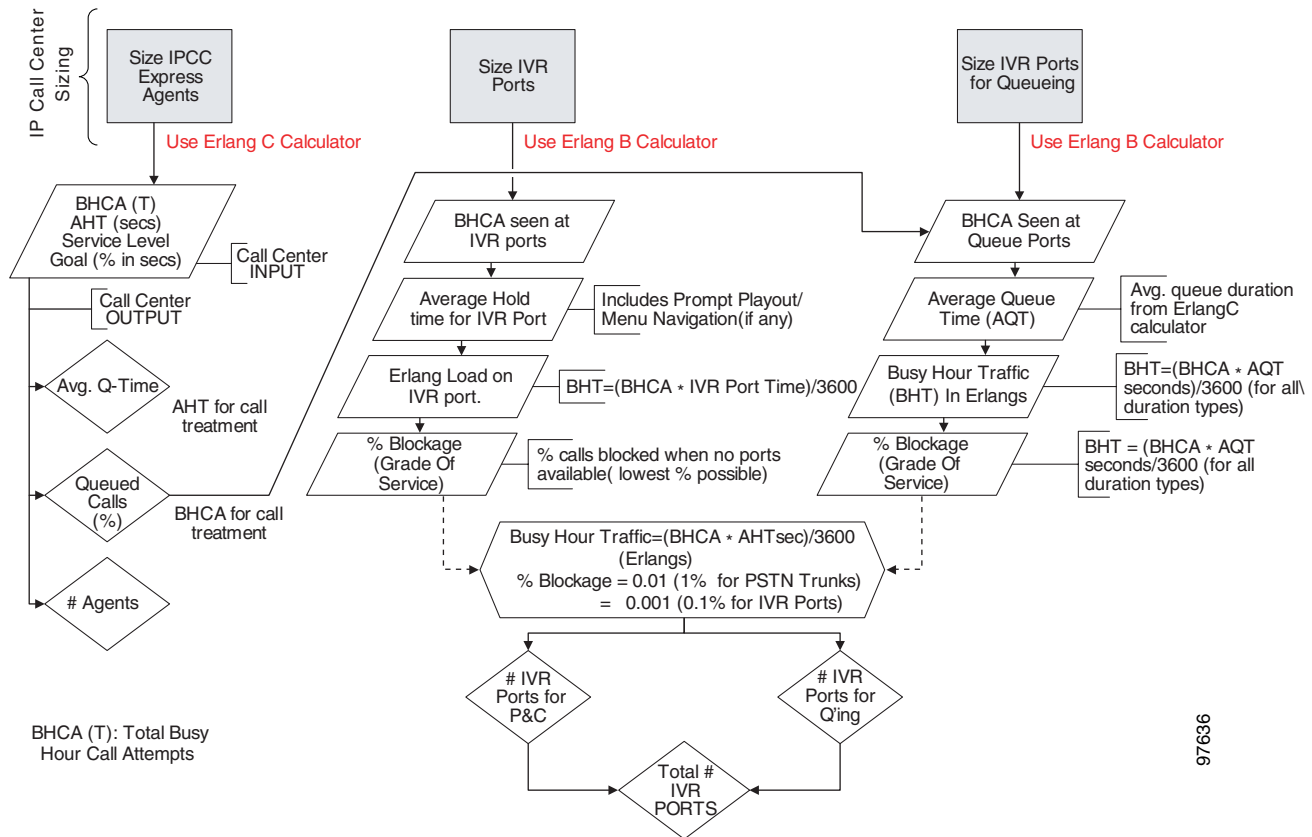 IP Call Center
Sizing
Size IPCC
Express
Agents
Use Erlang C Calculator
BHCA (T)
AHT (secs)
Service Level
Goal (% in secs)
Call Center
INPUT
Call Center
OUTPUT
Avg. Q-Time
AHT for call
treatment
Queued
Calls
(%)
BHCA for call
treatment
# Agents
BHCA (T): Total Busy
Hour Call Attempts
Size IVR
Ports
Use Erlang B Calculator
BHCA seen at
IVR ports
Average Hold
time for IVR Port
Includes Prompt Playout/
Menu Navigation(if any)
Erlang Load on
IVR port.
BHT=(BHCA * IVR Port Time)/3600
% Blockage
(Grade Of
Service)
% calls blocked when no ports
available( lowest % possible)
Size IVR Ports
for Queueing
Use Erlang B Calculator
BHCA Seen at
Queue Ports
Average Queue
Time (AQT)
Avg. queue duration
from ErlangC
calculator
Busy Hour Traffic
(BHT) In Erlangs
BHT=(BHCA * AQT
seconds)/3600 (for all\
duration types)
% Blockage
(Grade Of
Service)
BHT = (BHCA * AQT
seconds/3600 (for all
duration types)
Busy Hour Traffic=(BHCA * AHTsec)/3600
(Erlangs)
% Blockage = 0.01 (1% for PSTN Trunks)
= 0.001 (0.1% for IVR Ports)
# IVR
Ports for
P&C
# IVR
Ports for
Q'ing
Total #
IVR
PORTS
97636